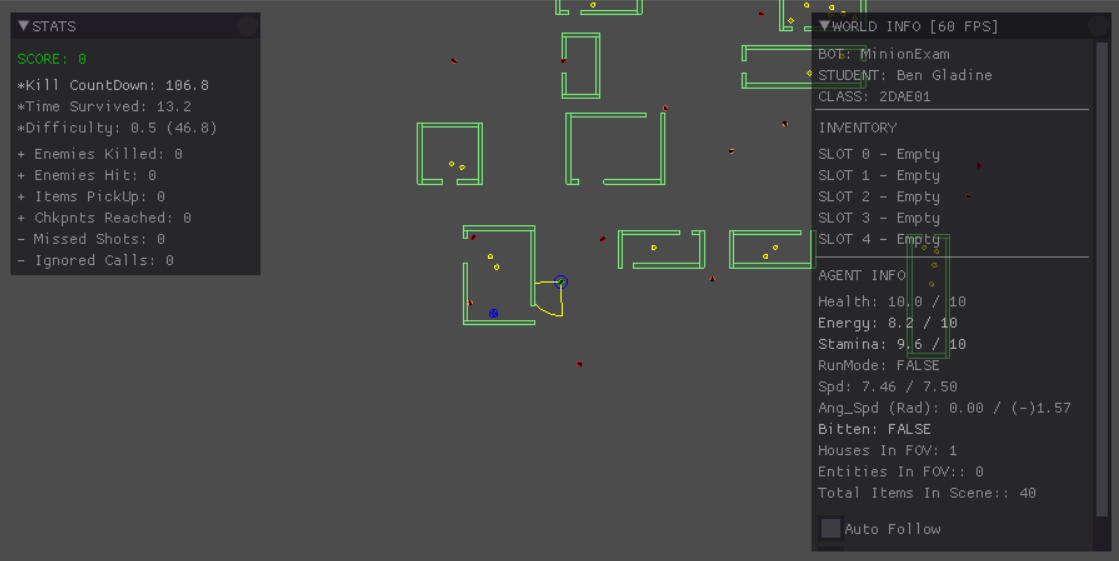 STATS
SCORE: 0
*Kill CountDown: 106.8
*Time Survived: 13.2
*Difficulty: 0.5 (46.8)
+ Enemies Killed: 0
+ Enemies Hit: 0
+ Items PickUp: 0
+ Chkpnts Reached: 0
- Missed Shots: 0
- Ignored Calls: 0
WORLD INFO [60 FPS]
BOT: MinionExam
STUDENT: Ben Gladine
CLASS: 2DAE01
INVENTORY
SLOT 0 - Empty
SLOT 1 - Empty
SLOT 2 - Empty
SLOT 3 - Empty
SLOT 4 - Empty
AGENT INFO
Health: 10.0 / 10
Energy: 8.2 / 10
Stamina: 9.6 / 10
RunMode: FALSE
Spd: 7.46 / 7.50
Ang_Spd (Rad): 0.00 / (-)1.57
Bitten: FALSE
Houses In FOV: 1
Entities In FOV:: 0
Total Items In Scene:: 40
Auto Follow